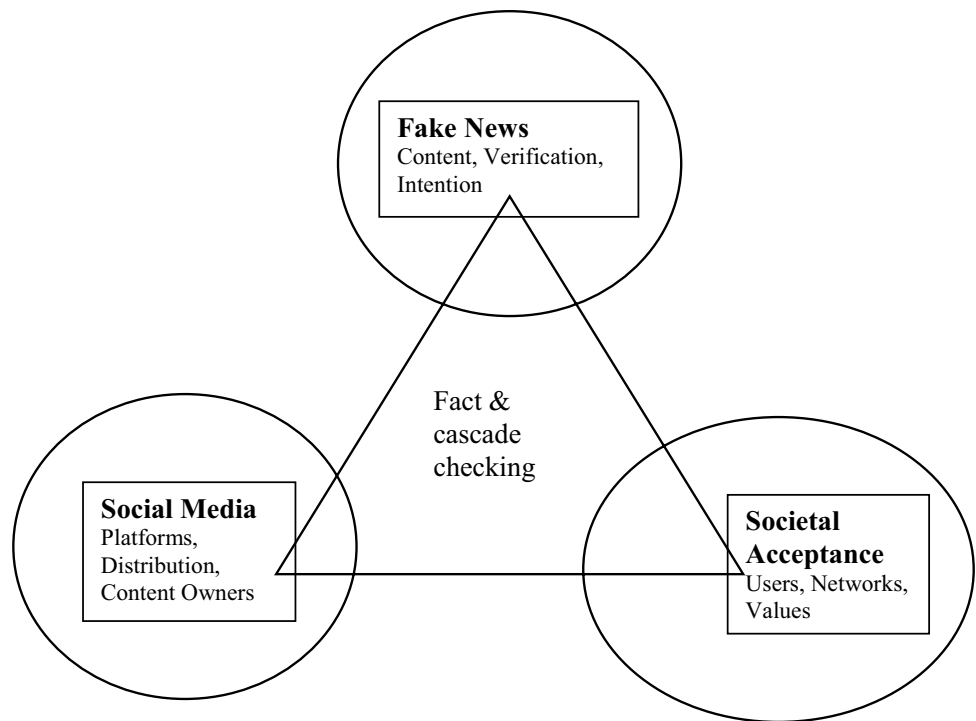 Fake News
Content, Verification,
Intention
Fact &
cascade
checking
Social Media
Platforms,
Distribution,
Content Owners
Societal
Acceptance
Users, Networks,
Values